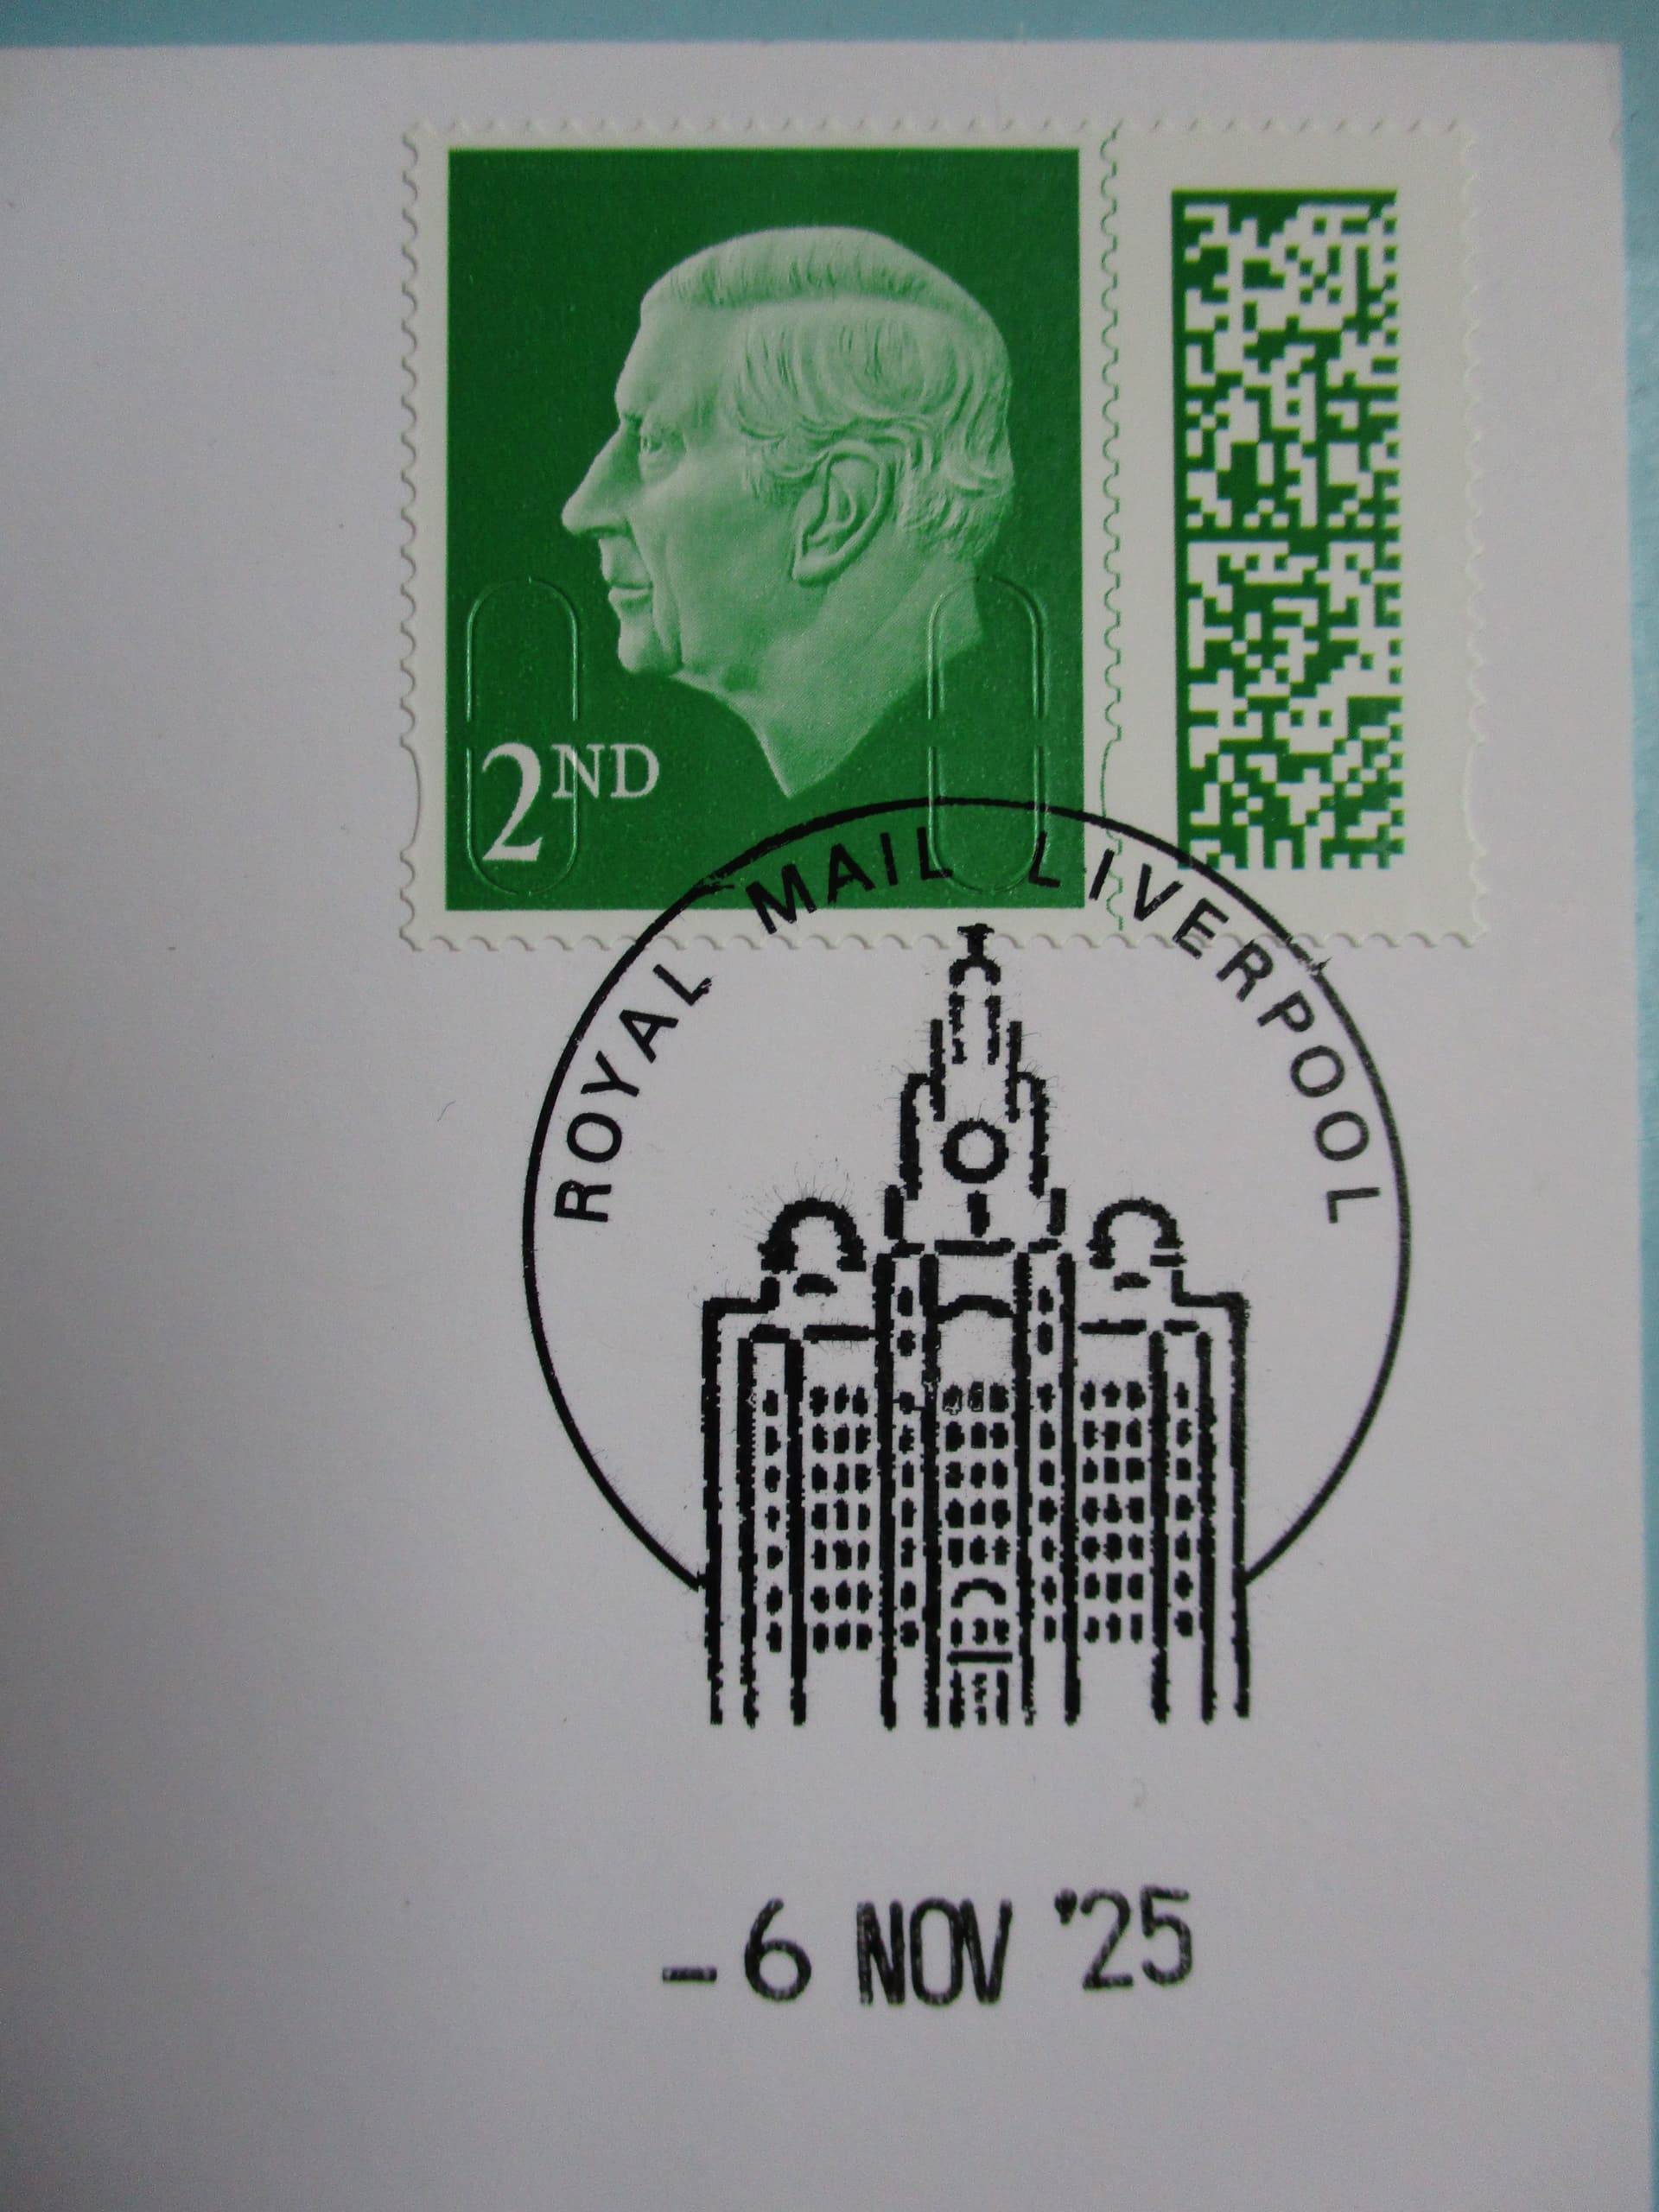 2ND
ROYAL MAIL LIVERPOOL
-6 NOV '25